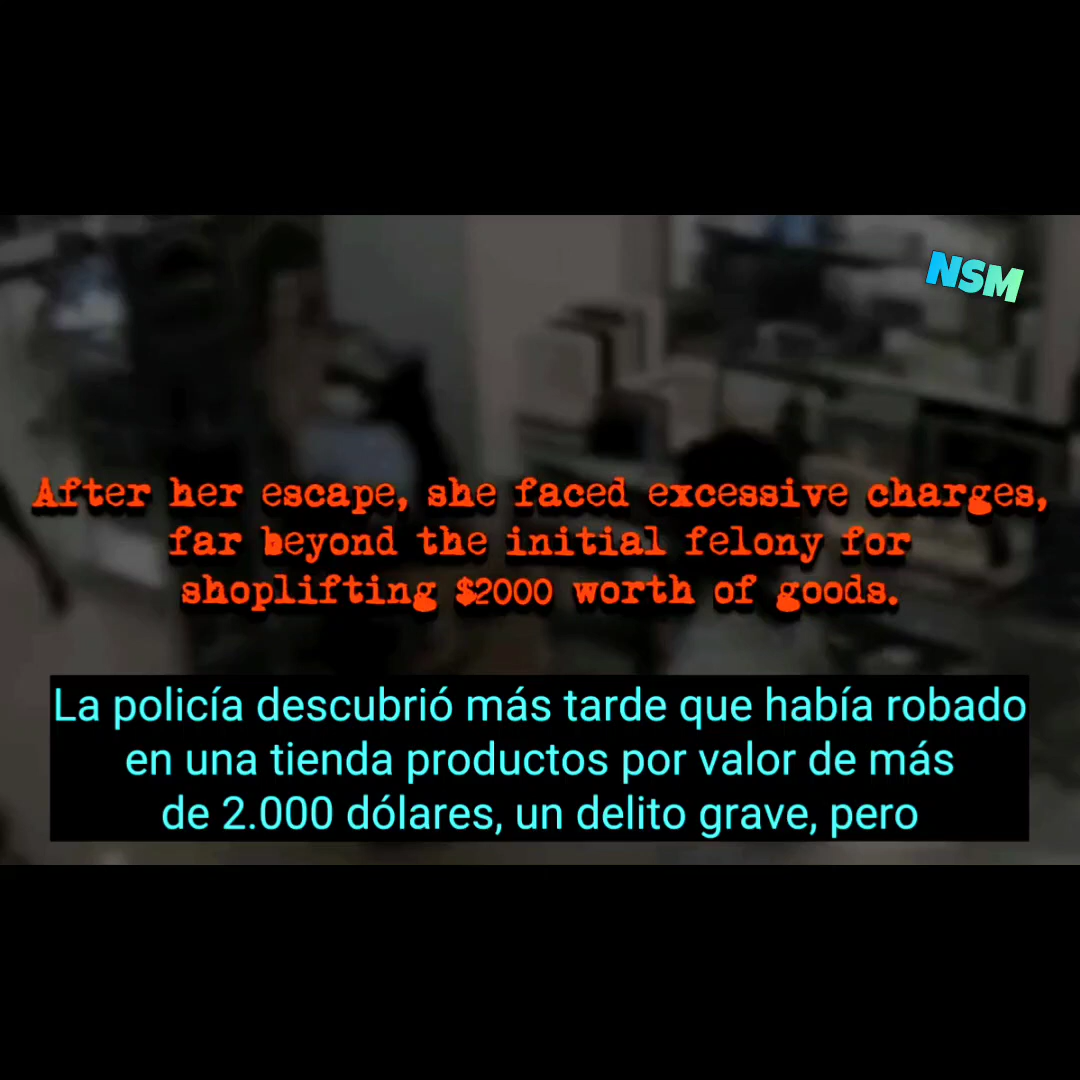 NSM
After her escape, she faced excessive charges,
far beyond the initial felony for
shoplifting $2000 worth of goods.
La policía descubrió más tarde que había robado
en una tienda productos por valor de más
de 2.000 dólares, un delito grave, pero